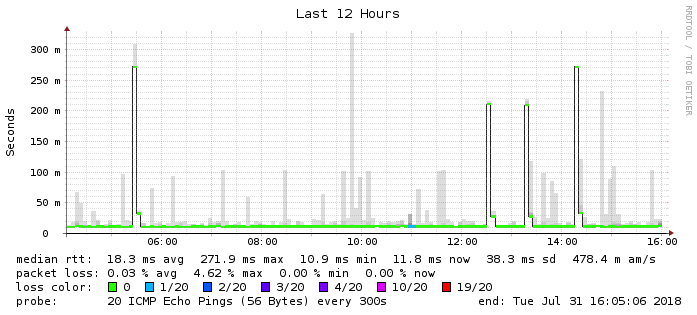 Last 12 Hours
RRDTOOL / TOBI OETIKER
Seconds
300 m
250 m
200 m
150 m
100 m
50 m
0
06:00 08:00 10:00 12:00 14:00 16:00
median rtt: 18.3 ms avg 271.9 ms max 10.9 ms min 11.8 ms now 38.3 ms sd 478.4 m am/s
packet loss: 0.03 % avg 4.62 % max 0.00 % min 0.00 % now
loss color: 0 1/20 2/20 3/20 4/20 10/20 19/20
probe: 20 ICMP Echo Pings (56 Bytes) every 300s end: Tue Jul 31 16:05:06 2018